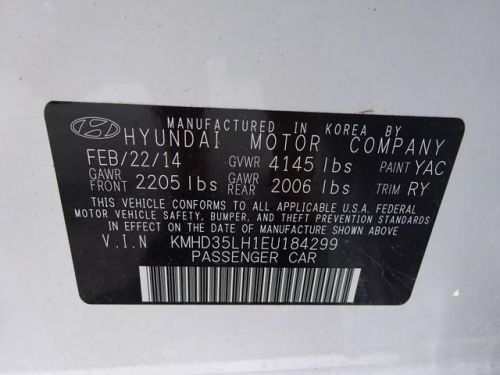 MANUFACTURED IN KOREA BY
HYUNDAI MOTOR COMPANY
FEB/22/14 GVWR 4145 lbs PAINT YAC
GAWR FRONT 2205 lbs GAWR REAR 2006 lbs TRIM RY
THIS VEHICLE CONFORMS TO ALL APPLICABLE U.S.A. FEDERAL
MOTOR VEHICLE SAFETY, BUMPER, AND THEFT PREVENTION STANDARDS
IN EFFECT ON THE DATE OF MANUFACTURE SHOWN ABOVE.
V.I.N KMHD35LH1EU184299
PASSENGER CAR